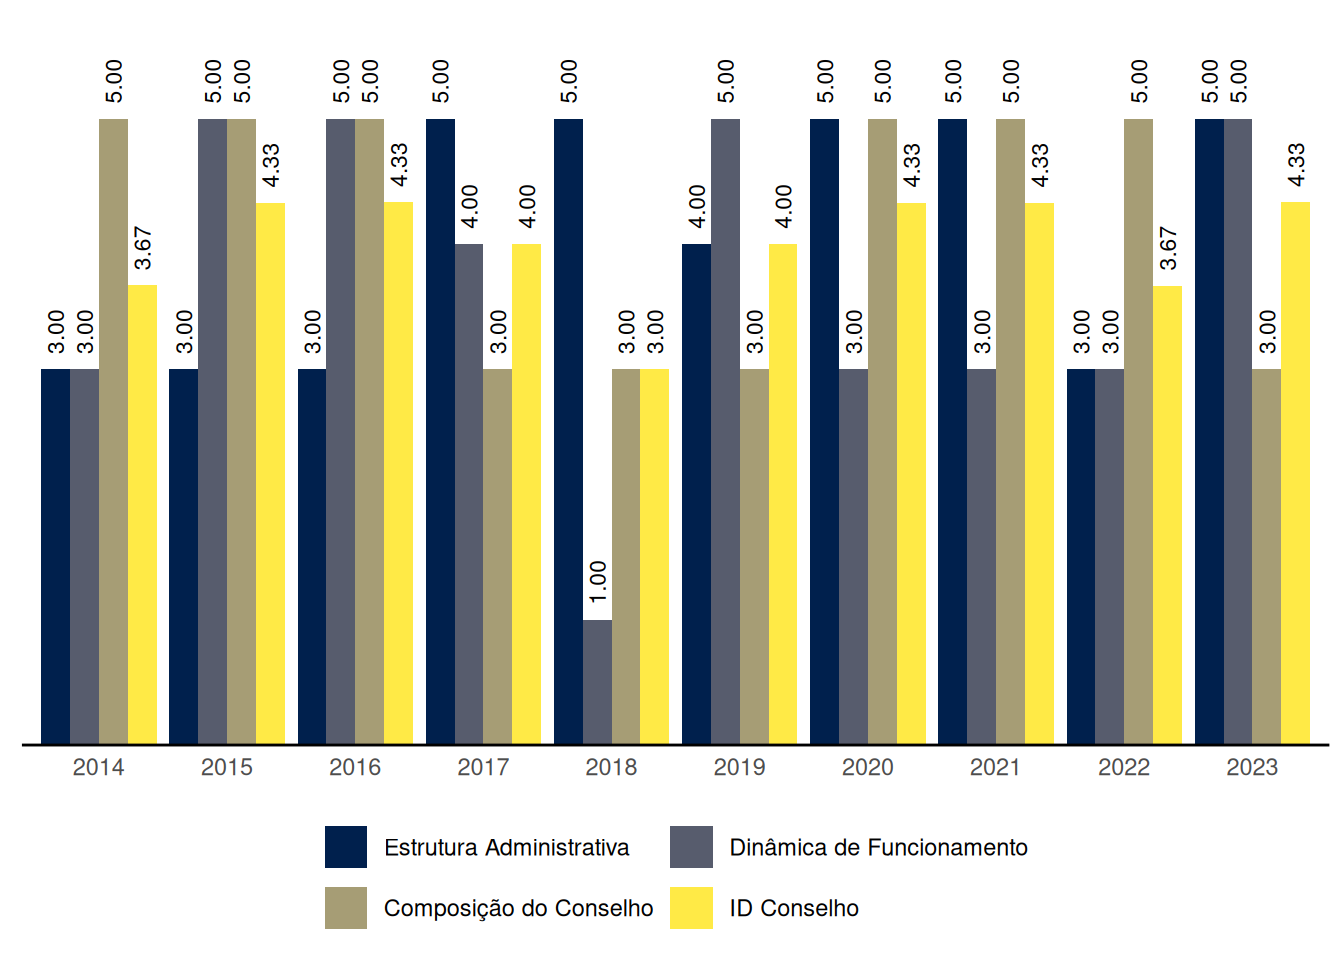 3.00 3.00 5.00 3.67 3.00 5.00 5.00 4.33 3.00 5.00 5.00 4.33 5.00 4.00 3.00 4.00 5.00 1.00 3.00 3.00 4.00 5.00 3.00 4.00 5.00 3.00 5.00 4.33 5.00 3.00 5.00 4.33 3.00 3.00 5.00 3.67 5.00 5.00 3.00 4.33
2014 2015 2016 2017 2018 2019 2020 2021 2022 2023
Estrutura Administrativa Dinâmica de Funcionamento
Composição do Conselho ID Conselho